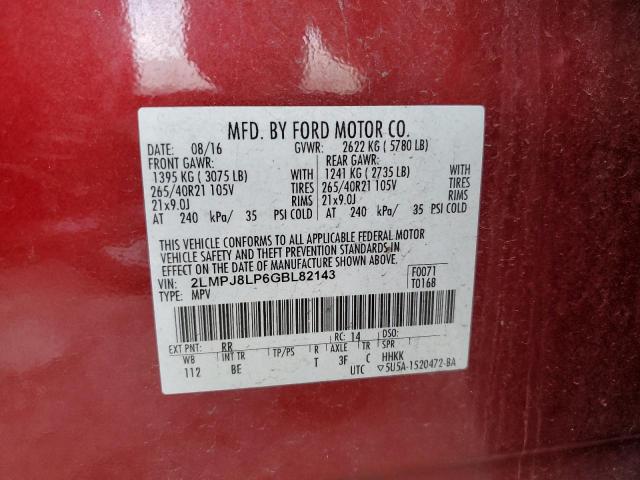 MFD. BY FORD MOTOR CO.
DATE: 08/16 GVWR: 2622 KG ( 5780 LB)
FRONT GAWR: REAR GAWR:
1395 KG ( 3075 LB) 1241 KG ( 2735 LB)
265/40R21 105V TIRES 265/40R21 105V TIRES
21x9.0J RIMS 21x9.0J RIMS
AT 240 kPa/ 35 PSI COLD AT 240 kPa/ 35 PSI COLD
THIS VEHICLE CONFORMS TO ALL APPLICABLE FEDERAL MOTOR
VEHICLE SAFETY AND THEFT PREVENTION STANDARDS IN
EFFECT ON THE DATE OF MANUFACTURE SHOWN ABOVE.
VIN: 2LMPJ8LP6GBL82143 F0071
TYPE: MPV T0168
EXT PNT: RR RC: 14 DSO:
WB INT TR TP/PS R AXLE TR SPR
112 BE T 3F C HHKK
UTC ▽5U5A-1520472-BA